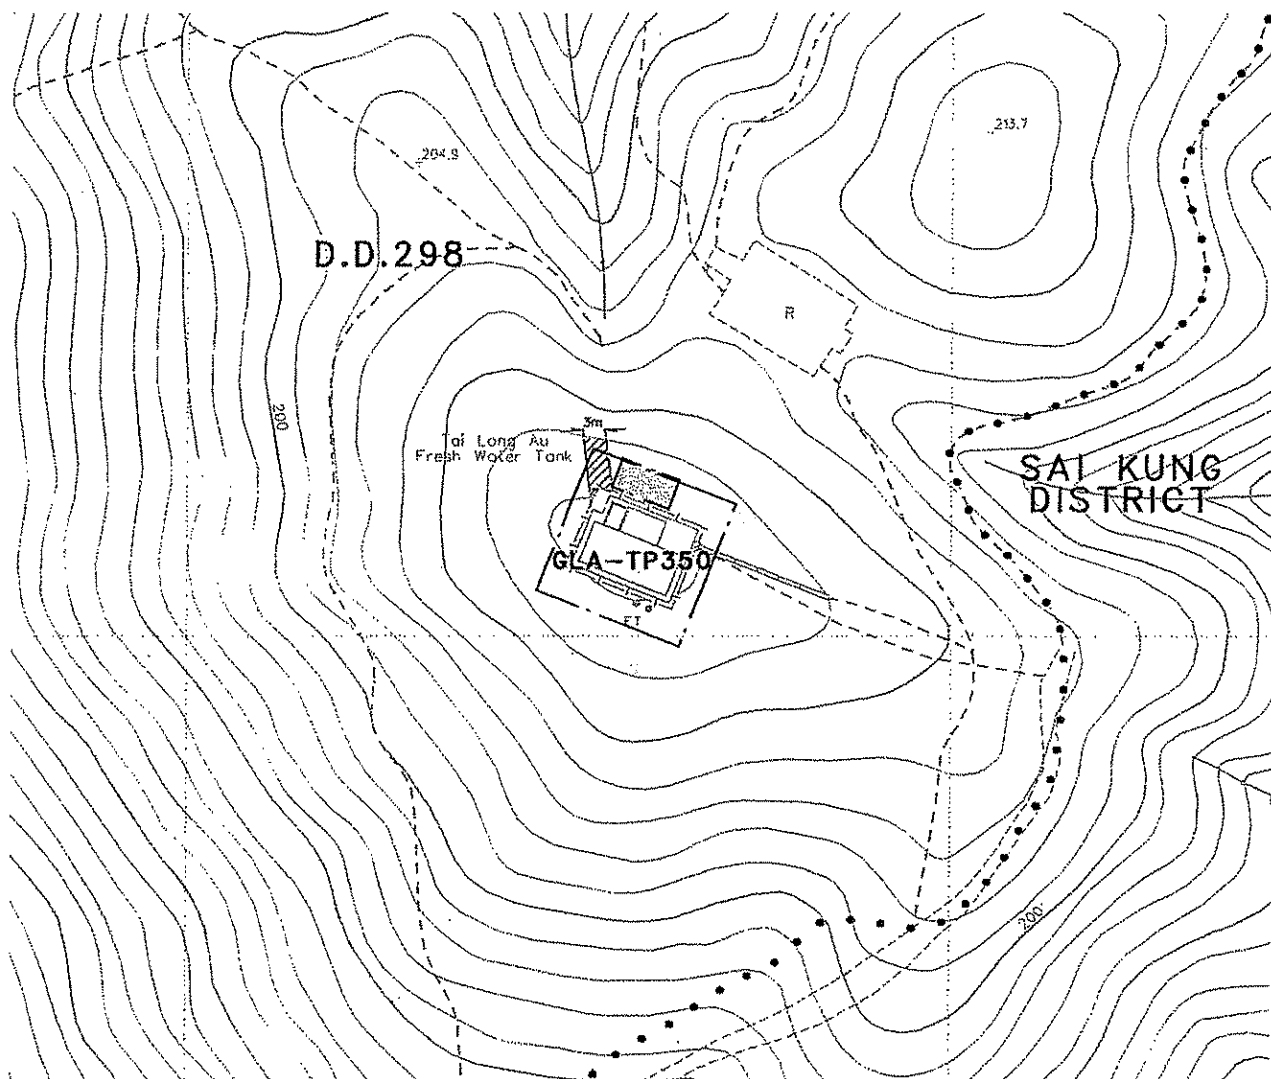 213.7
204.9
D.D.298
R
200
3m
Tai Long Au
Fresh Water Tank
SAI KUNG
DISTRICT
GLA-TP350
ET
200